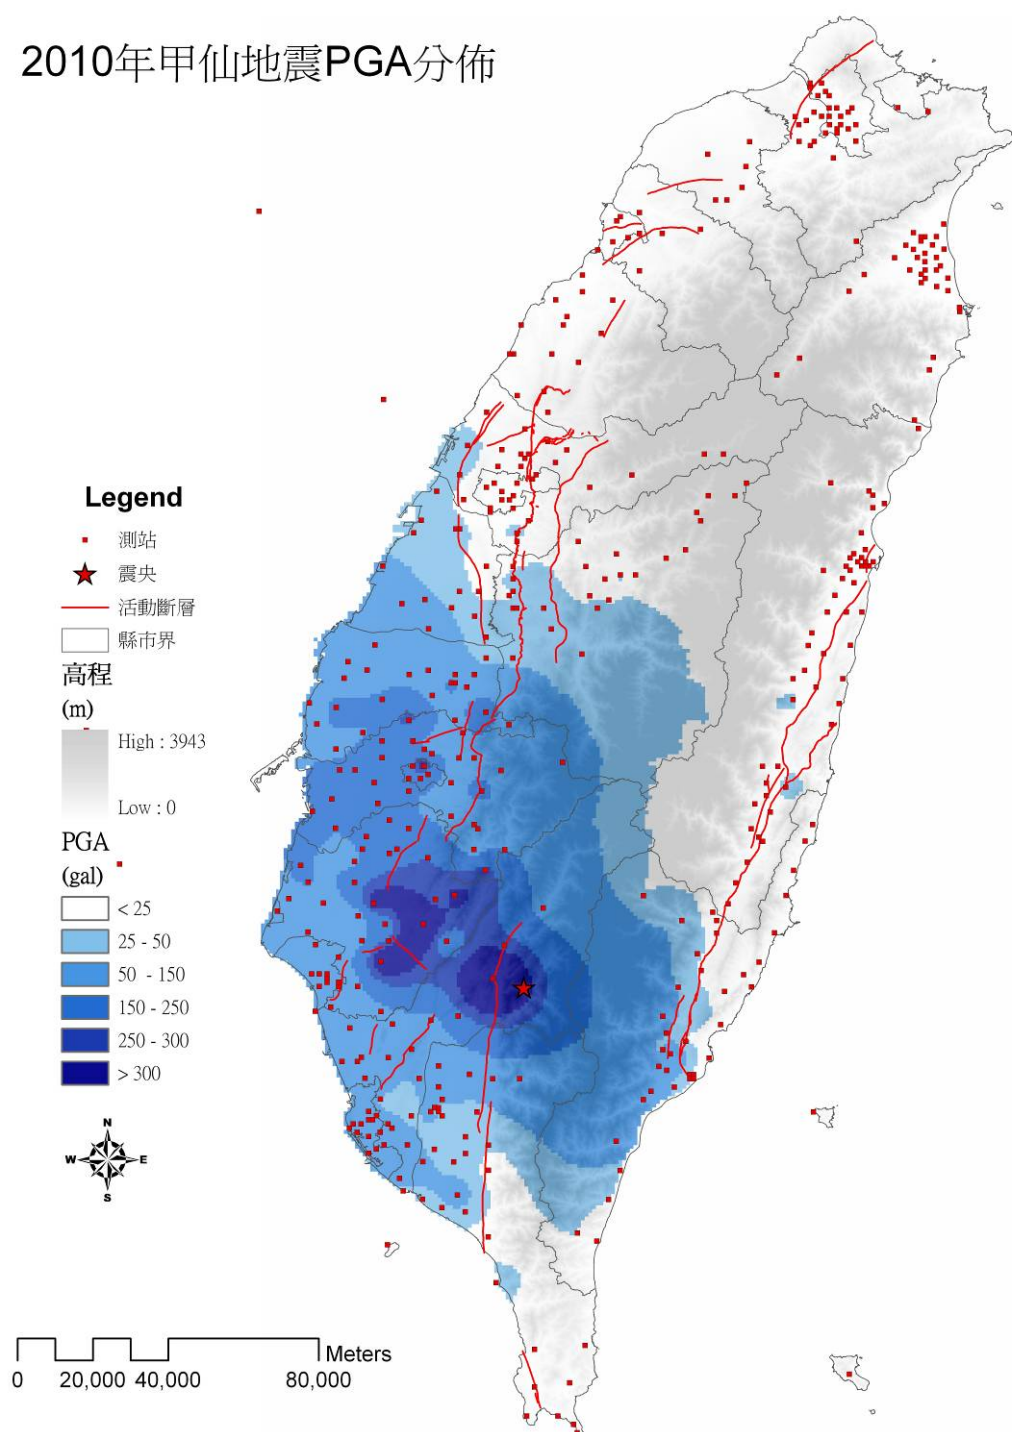 2010年甲仙地震PGA分佈
Legend
測站
震央
活動斷層
縣市界
高程
(m)
High : 3943
Low : 0
PGA
(gal)
< 25
25 - 50
50 - 150
150 - 250
250 - 300
> 300
N
W E
S
Meters
0 20,000 40,000 80,000